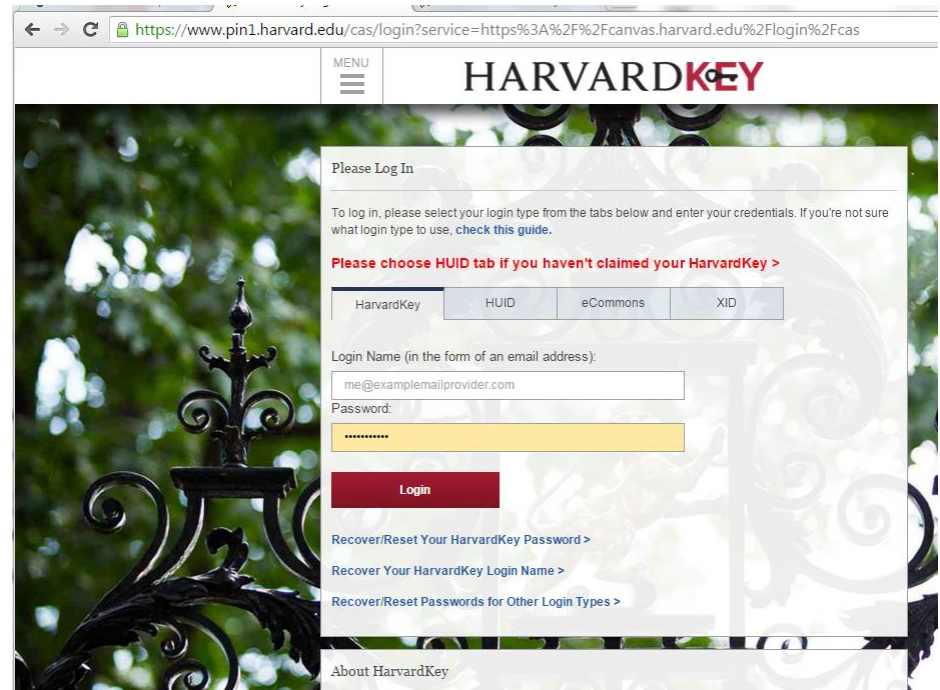 https://www.pin1.harvard.edu/cas/login?service=https%3A%2F%2Fcanvas.harvard.edu%2Flogin%2Fcas
MENU
HARVARDKEY
Please Log In
To log in, please select your login type from the tabs below and enter your credentials. If you're not sure
what login type to use, check this guide.
Please choose HUID tab if you haven't claimed your HarvardKey >
HarvardKey HUID eCommons XID
Login Name (in the form of an email address):
me@examplemailprovider.com
Password:
•••••••••••
Login
Recover/Reset Your HarvardKey Password >
Recover Your HarvardKey Login Name >
Recover/Reset Passwords for Other Login Types >
About HarvardKey